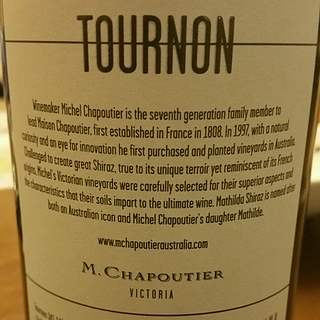 TOURNON
Winemaker Michel Chapoutier is the seventh generation family member to
lead Maison Chapoutier, first established in France in 1808. In 1997, with a natural
curiosity and an eye for innovation he first purchased and planted vineyards in Australia.
Challenged to create great Shiraz, true to its unique terroir yet reminiscent of its French
origins, Michel's Victorian vineyards were carefully selected for their superior aspects and
the characteristics that their soils impart to the ultimate wine. Mathilda Shiraz is named after
both an Australian icon and Michel Chapoutier's daughter Mathilde.
www.mchapoutieraustralia.com
M. CHAPOUTIER
VICTORIA